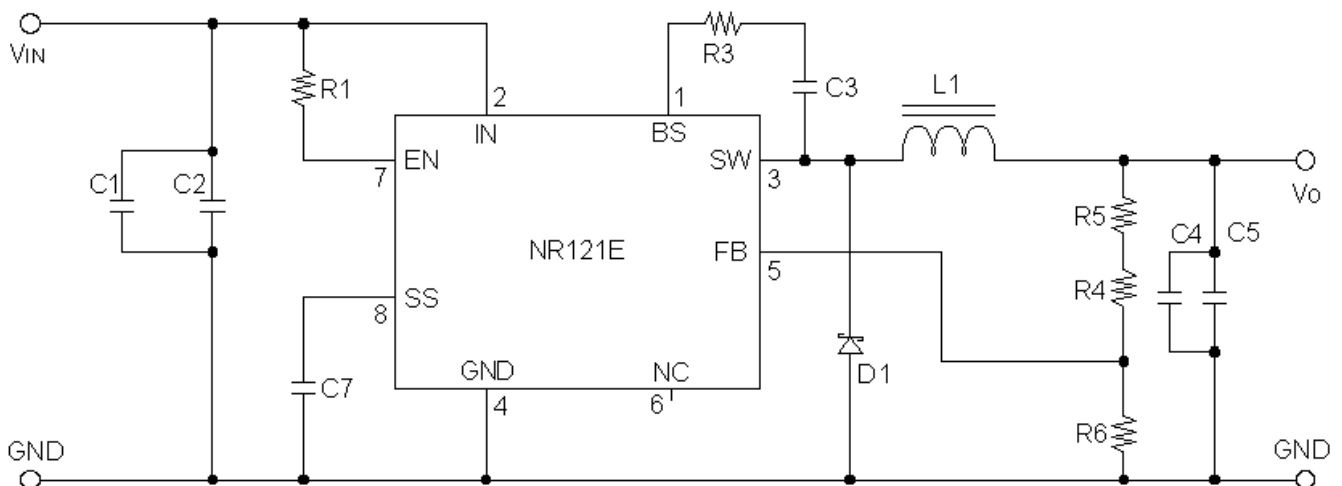 VIN
R1
R3
C3
L1
2
1
IN
BS
EN
7
SW
3
Vo
C1
C2
R5
C4
C5
NR121E
FB
5
R4
SS
8
D1
C7
GND
4
NC
6
R6
GND
GND